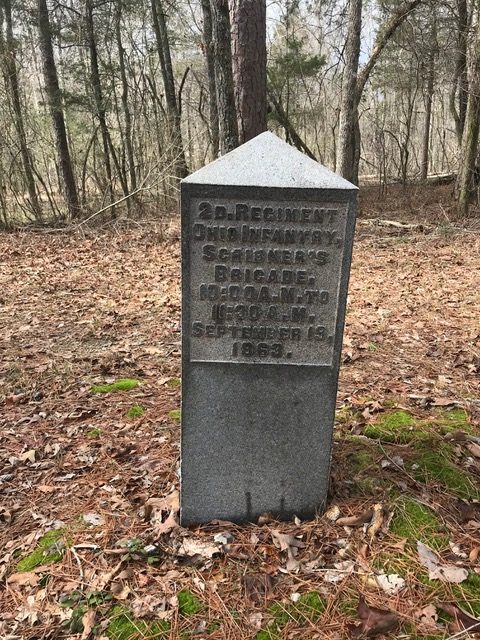 2D. REGIMENT
OHIO INFANTRY,
SCRIBNER'S
BRIGADE.
10:00 A.M. TO
11:30 A.M.
SEPTEMBER 19,
1863.